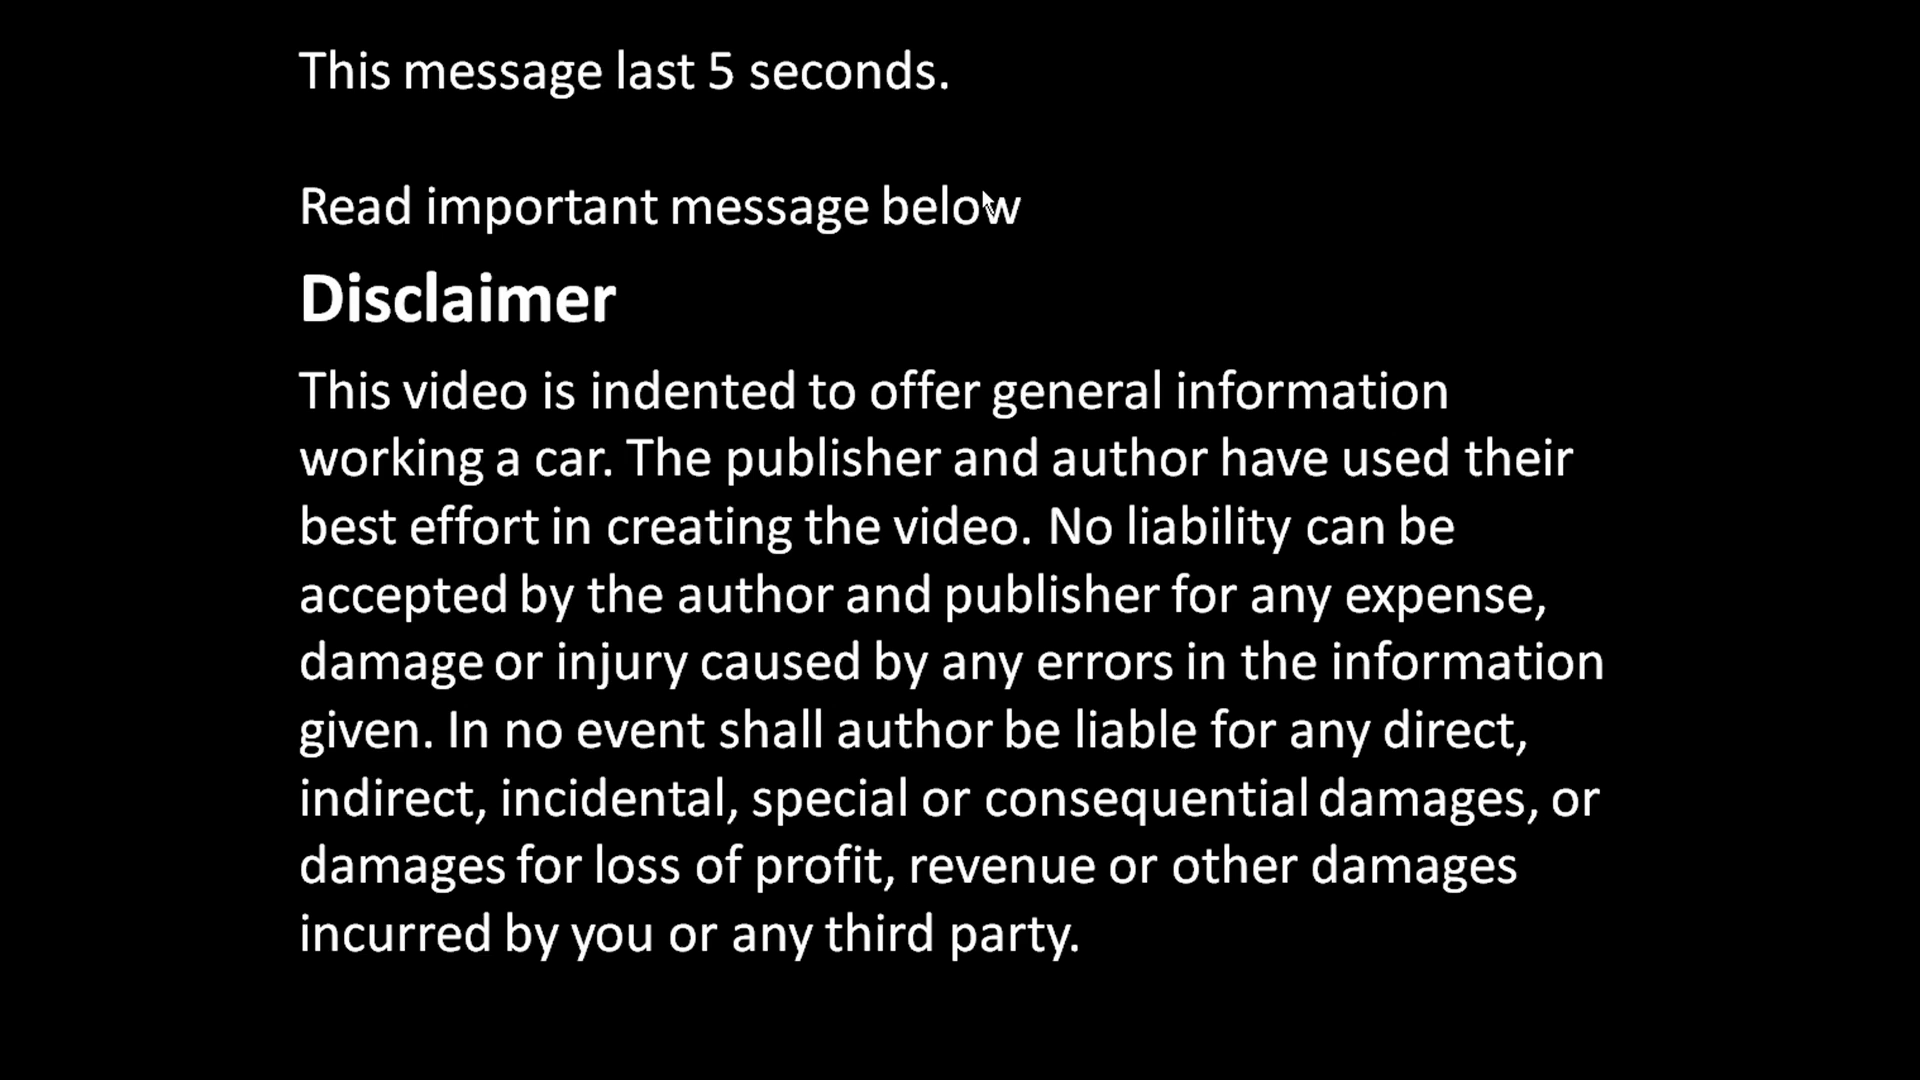 This message last 5 seconds.
Read important message below
Disclaimer
This video is indented to offer general information
working a car. The publisher and author have used their
best effort in creating the video. No liability can be
accepted by the author and publisher for any expense,
damage or injury caused by any errors in the information
given. In no event shall author be liable for any direct,
indirect, incidental, special or consequential damages, or
damages for loss of profit, revenue or other damages
incurred by you or any third party.